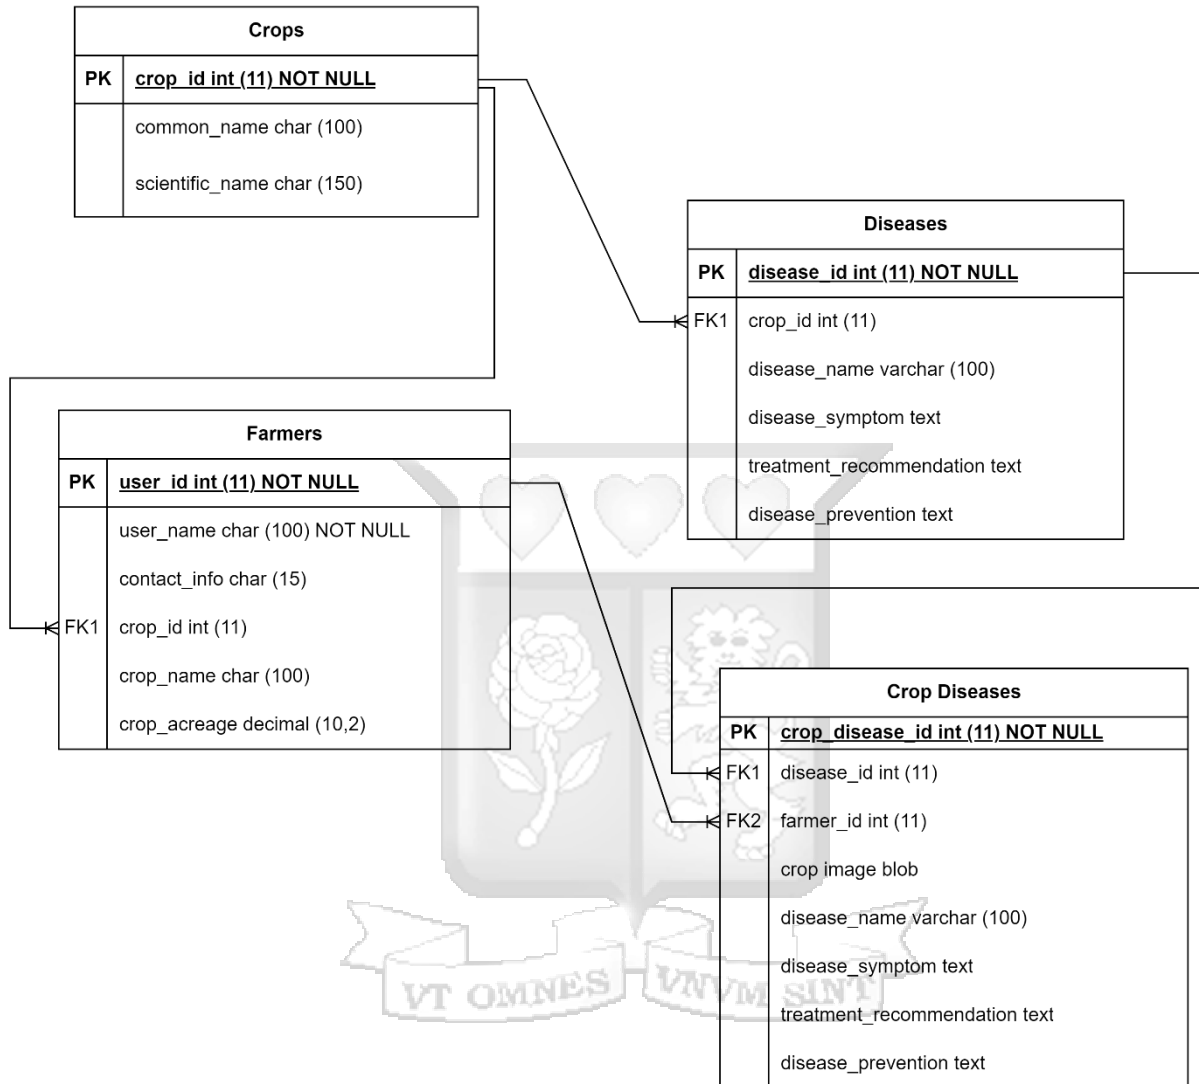 Crops
PK crop_id int (11) NOT NULL
common_name char (100)
scientific_name char (150)
Diseases
PK disease_id int (11) NOT NULL
FK1 crop_id int (11)
disease_name varchar (100)
disease_symptom text
treatment_recommendation text
disease_prevention text
Farmers
PK user_id int (11) NOT NULL
user_name char (100) NOT NULL
contact_info char (15)
FK1 crop_id int (11)
crop_name char (100)
crop_acreage decimal (10,2)
Crop Diseases
PK crop_disease_id int (11) NOT NULL
FK1 disease_id int (11)
FK2 farmer_id int (11)
crop image blob
disease_name varchar (100)
disease_symptom text
treatment_recommendation text
disease_prevention text
VT OMNES VNVM SINT